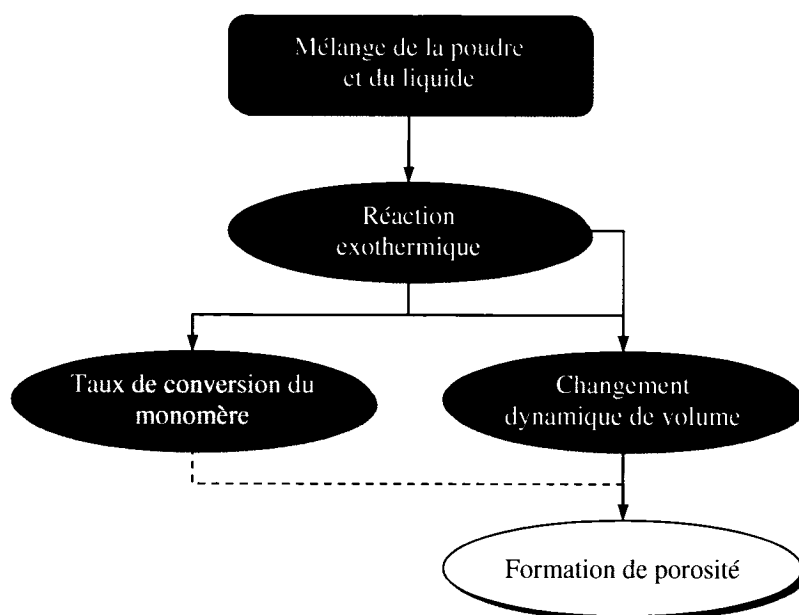 Mélange de la poudre
et du liquide
Réaction
exothermique
Taux de conversion du
monomère
Changement
dynamique de volume
Formation de porosité